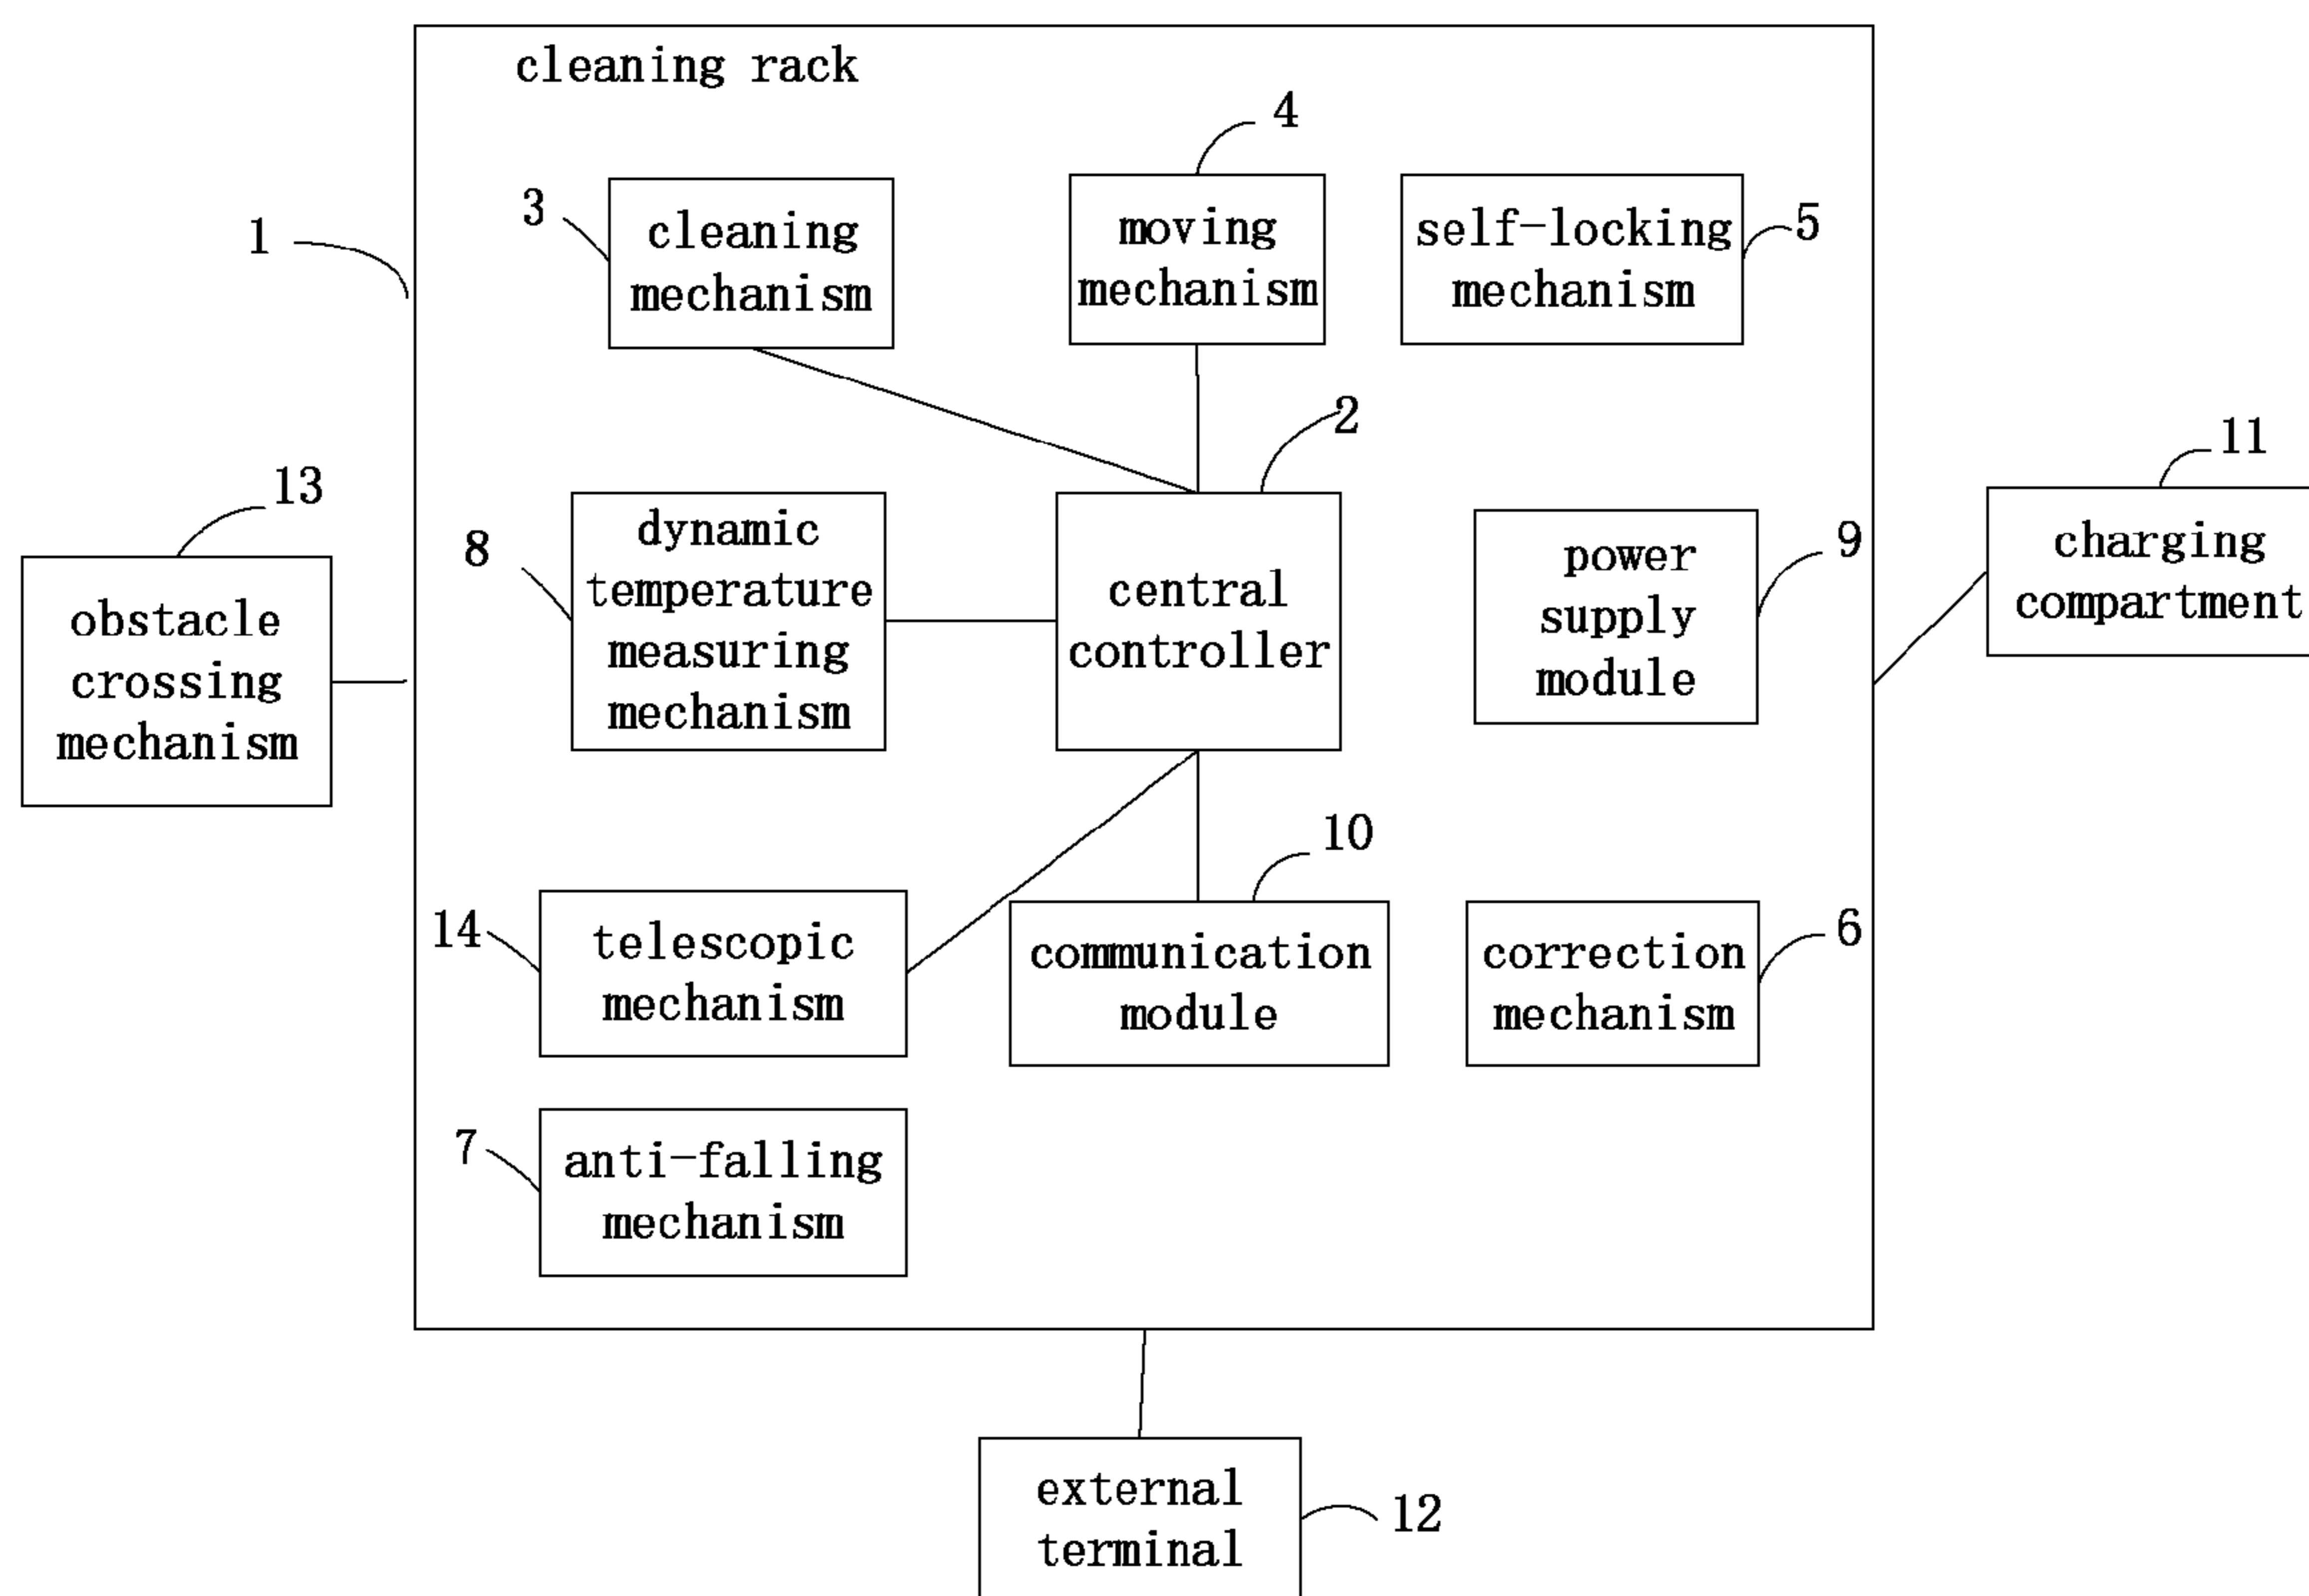 cleaning rack
4
3
cleaning
mechanism
moving
mechanism
self-locking
mechanism
5
1
2
11
13
8
dynamic
temperature
measuring
mechanism
central
controller
power
supply
module
9
charging
compartment
obstacle
crossing
mechanism
10
14
telescopic
mechanism
communication
module
correction
mechanism
6
7
anti-falling
mechanism
external
terminal
12